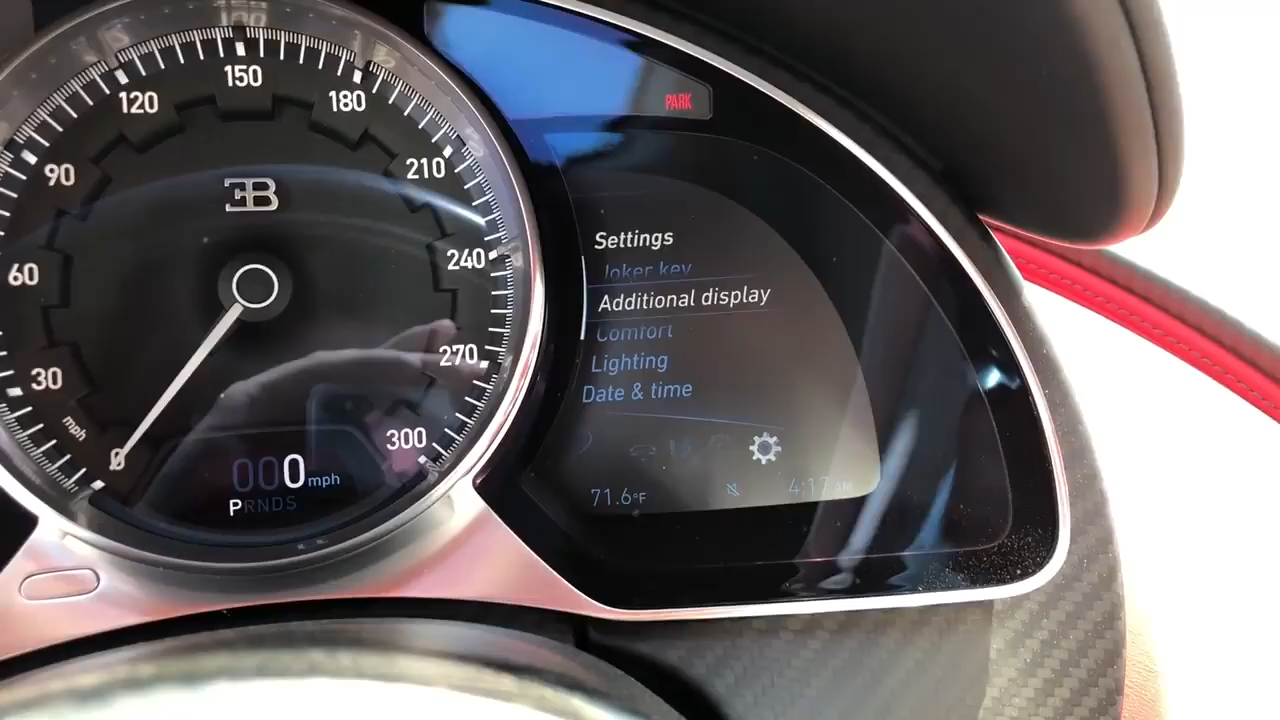 150
120
180
90
210
60
240
30
270
mph
0
300
EB
000 mph
PRNDS
PARK
Settings
Joker key
Additional display
Comfort
Lighting
Date & time
71.6°F
4:17 AM